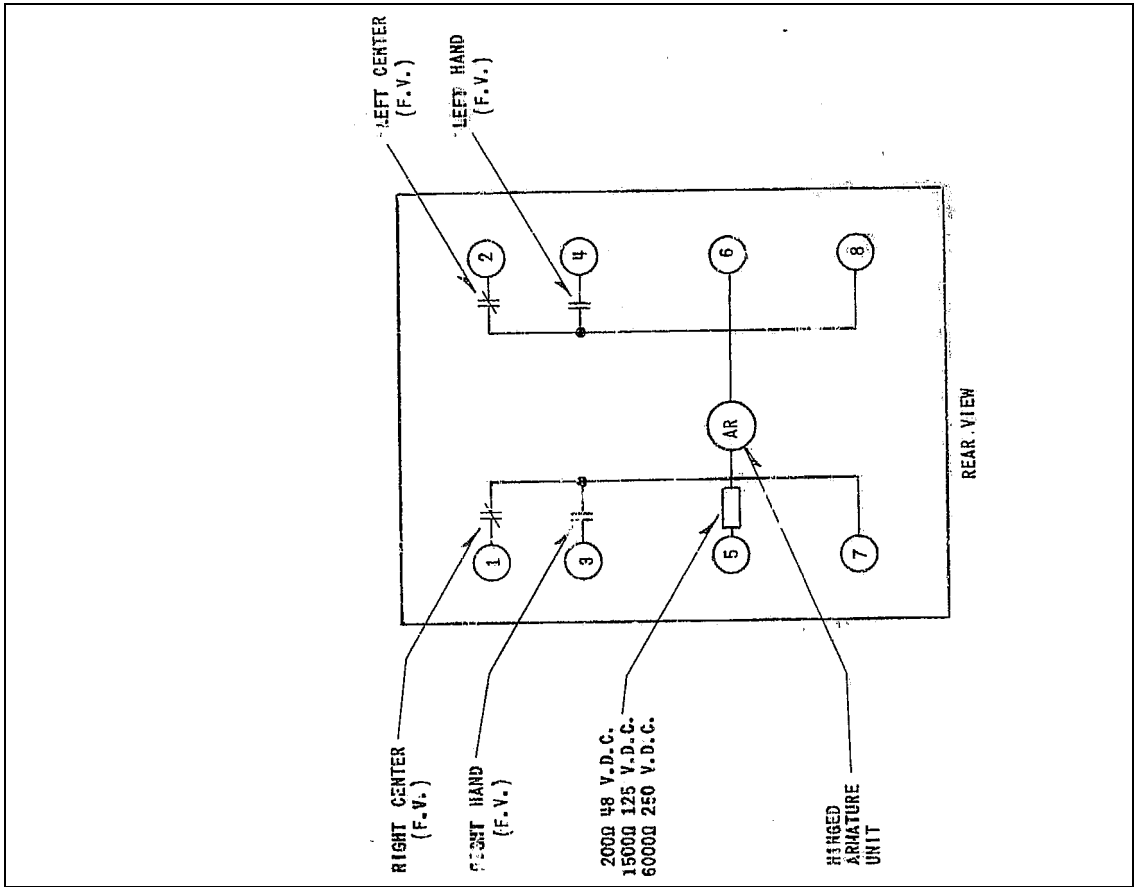 LEFT CENTER
(F.V.)
LEFT HAND
(F.V.)
2
4
6
8
AR
1
3
5
7
REAR VIEW
RIGHT CENTER
(F.V.)
RIGHT HAND
(F.V.)
200Ω 48 V.D.C.
1500Ω 125 V.D.C.
6000Ω 250 V.D.C.
HINGED
ARMATURE
UNIT